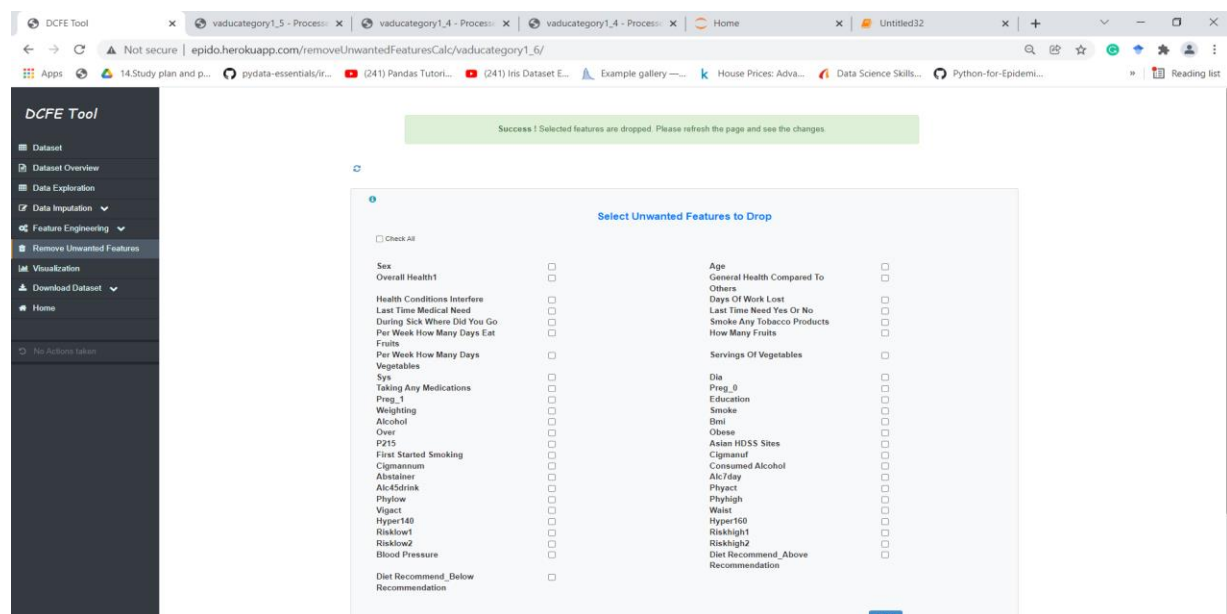 DCFE Tool
vaducategory1_5 - Process
vaducategory1_4 - Process
vaducategory1_4 - Process
Home
Untitled32
Not secure | epido.herokuapp.com/removeUnwantedFeaturesCalc/vaducategory1_6/
Apps
14.Study plan and p...
pydata-essentials/ir...
(241) Pandas Tutori...
(241) Iris Dataset E...
Example gallery —...
House Prices: Adva...
Data Science Skills...
Python-for-Epidemi...
»
Reading list
DCFE Tool
Dataset
Dataset Overview
Data Exploration
Data Imputation
Feature Engineering
Remove Unwanted Features
Visualization
Download Dataset
Home
No Actions taken
Success ! Selected features are dropped. Please refresh the page and see the changes.
Select Unwanted Features to Drop
Check All
Sex
Age
Overall Health1
General Health Compared To
Others
Health Conditions Interfere
Days Of Work Lost
Last Time Medical Need
Last Time Need Yes Or No
During Sick Where Did You Go
Smoke Any Tobacco Products
Per Week How Many Days Eat
Fruits
How Many Fruits
Per Week How Many Days
Vegetables
Servings Of Vegetables
Sys
Dia
Taking Any Medications
Preg_0
Preg_1
Education
Weighting
Smoke
Alcohol
Bmi
Over
Obese
P215
Asian HDSS Sites
First Started Smoking
Cigmanuf
Cigmannum
Consumed Alcohol
Abstainer
Alc7day
Alc45drink
Phyact
Phylow
Phyhigh
Vigact
Waist
Hyper140
Hyper160
Risklow1
Riskhigh1
Risklow2
Riskhigh2
Blood Pressure
Diet Recommend_Above
Recommendation
Diet Recommend_Below
Recommendation